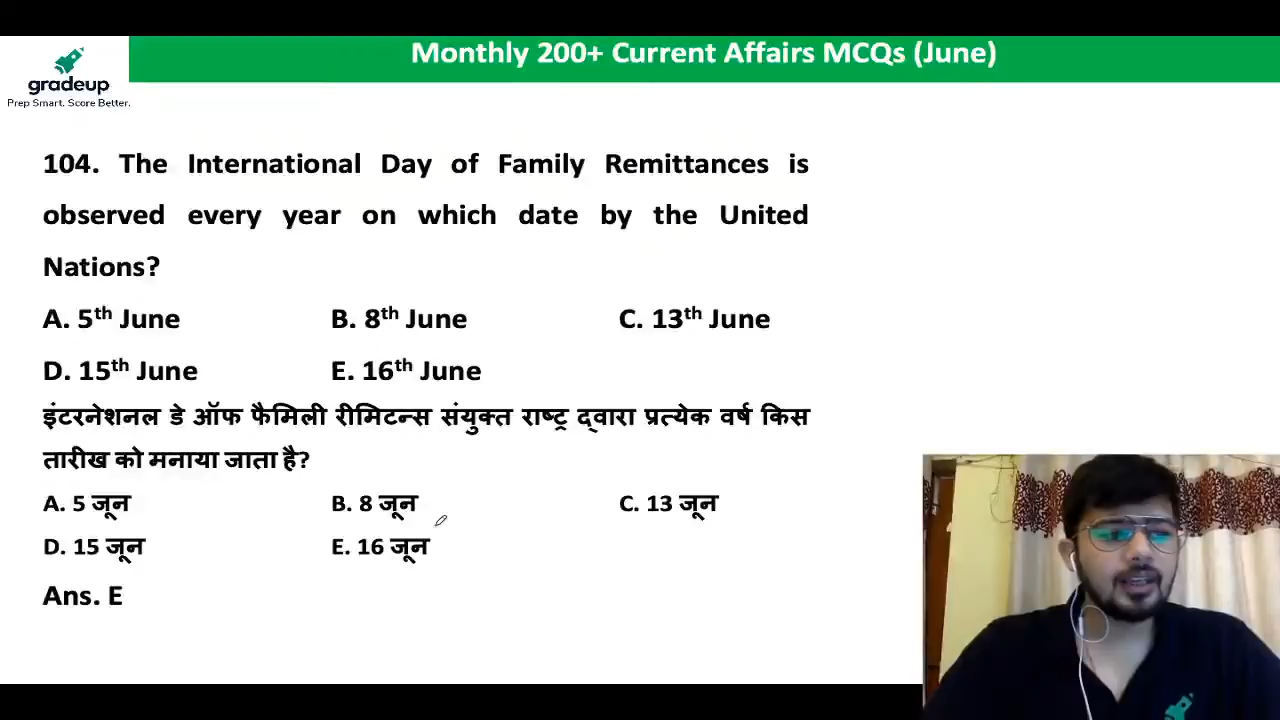 Monthly 200+ Current Affairs MCQs (June)
gradeup
Prep Smart. Score Better.
104. The International Day of Family Remittances is
observed every year on which date by the United
Nations?
A. 5th June B. 8th June C. 13th June
D. 15th June E. 16th June
इंटरनेशनल डे ऑफ फैमिली रीमिटन्स संयुक्त राष्ट्र द्वारा प्रत्येक वर्ष किस
तारीख को मनाया जाता है?
A. 5 जून B. 8 जून C. 13 जून
D. 15 जून E. 16 जून
Ans. E